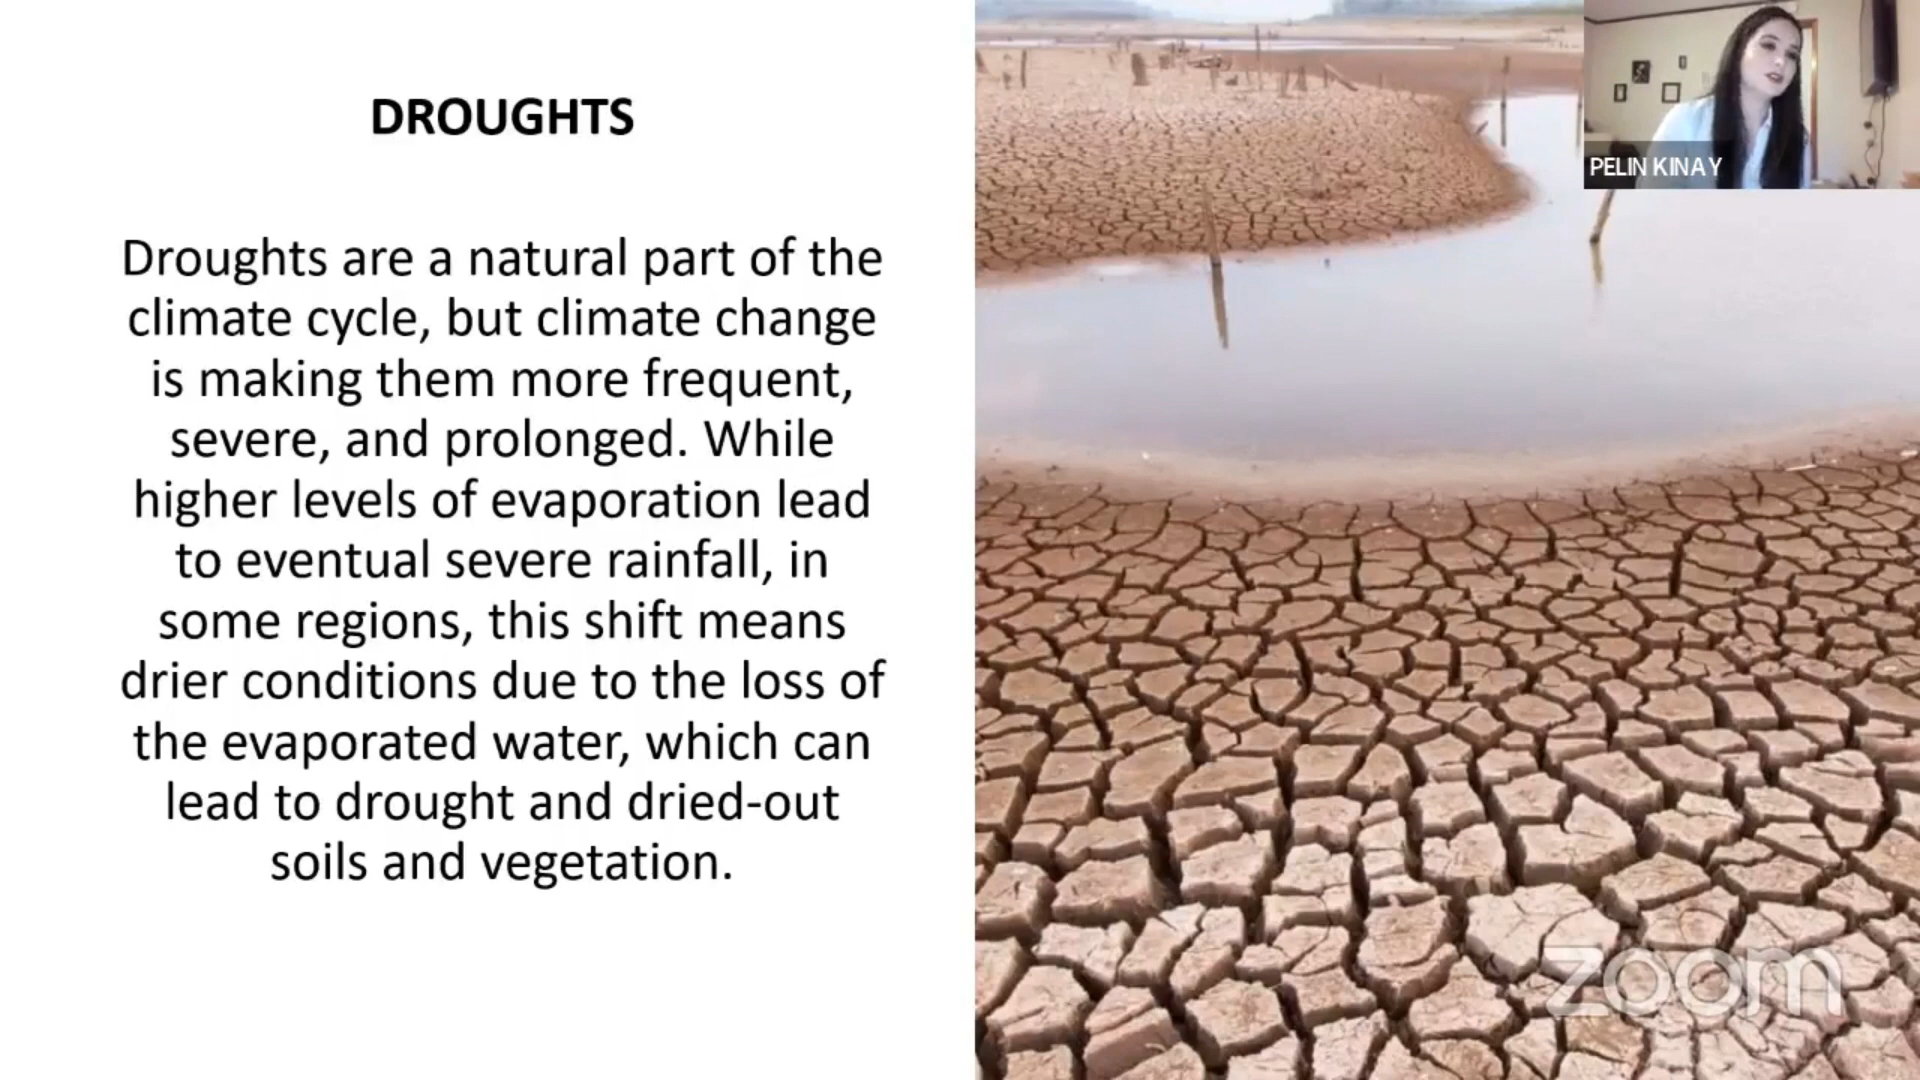 DROUGHTS
Droughts are a natural part of the
climate cycle, but climate change
is making them more frequent,
severe, and prolonged. While
higher levels of evaporation lead
to eventual severe rainfall, in
some regions, this shift means
drier conditions due to the loss of
the evaporated water, which can
lead to drought and dried-out
soils and vegetation.
PELIN KINAY
zoom